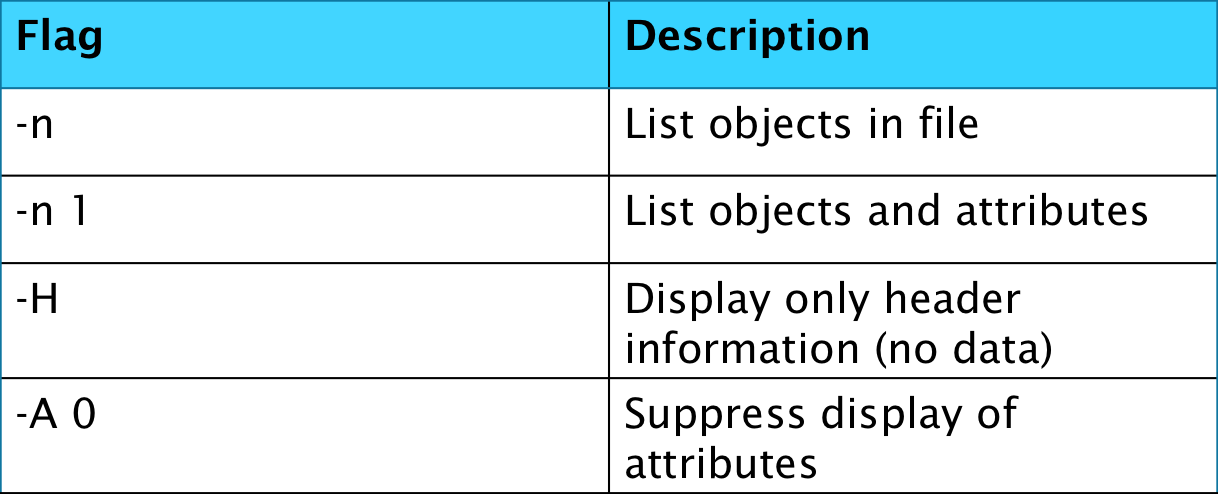 Flag Description
-n List objects in file
-n 1 List objects and attributes
-H Display only header
information (no data)
-A 0 Suppress display of
attributes